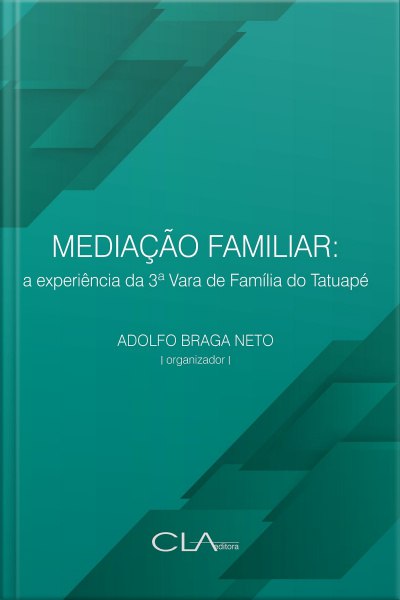 MEDIAÇÃO FAMILIAR:
a experiência da 3ª Vara de Família do Tatuapé
ADOLFO BRAGA NETO
| organizador |
CLA editora